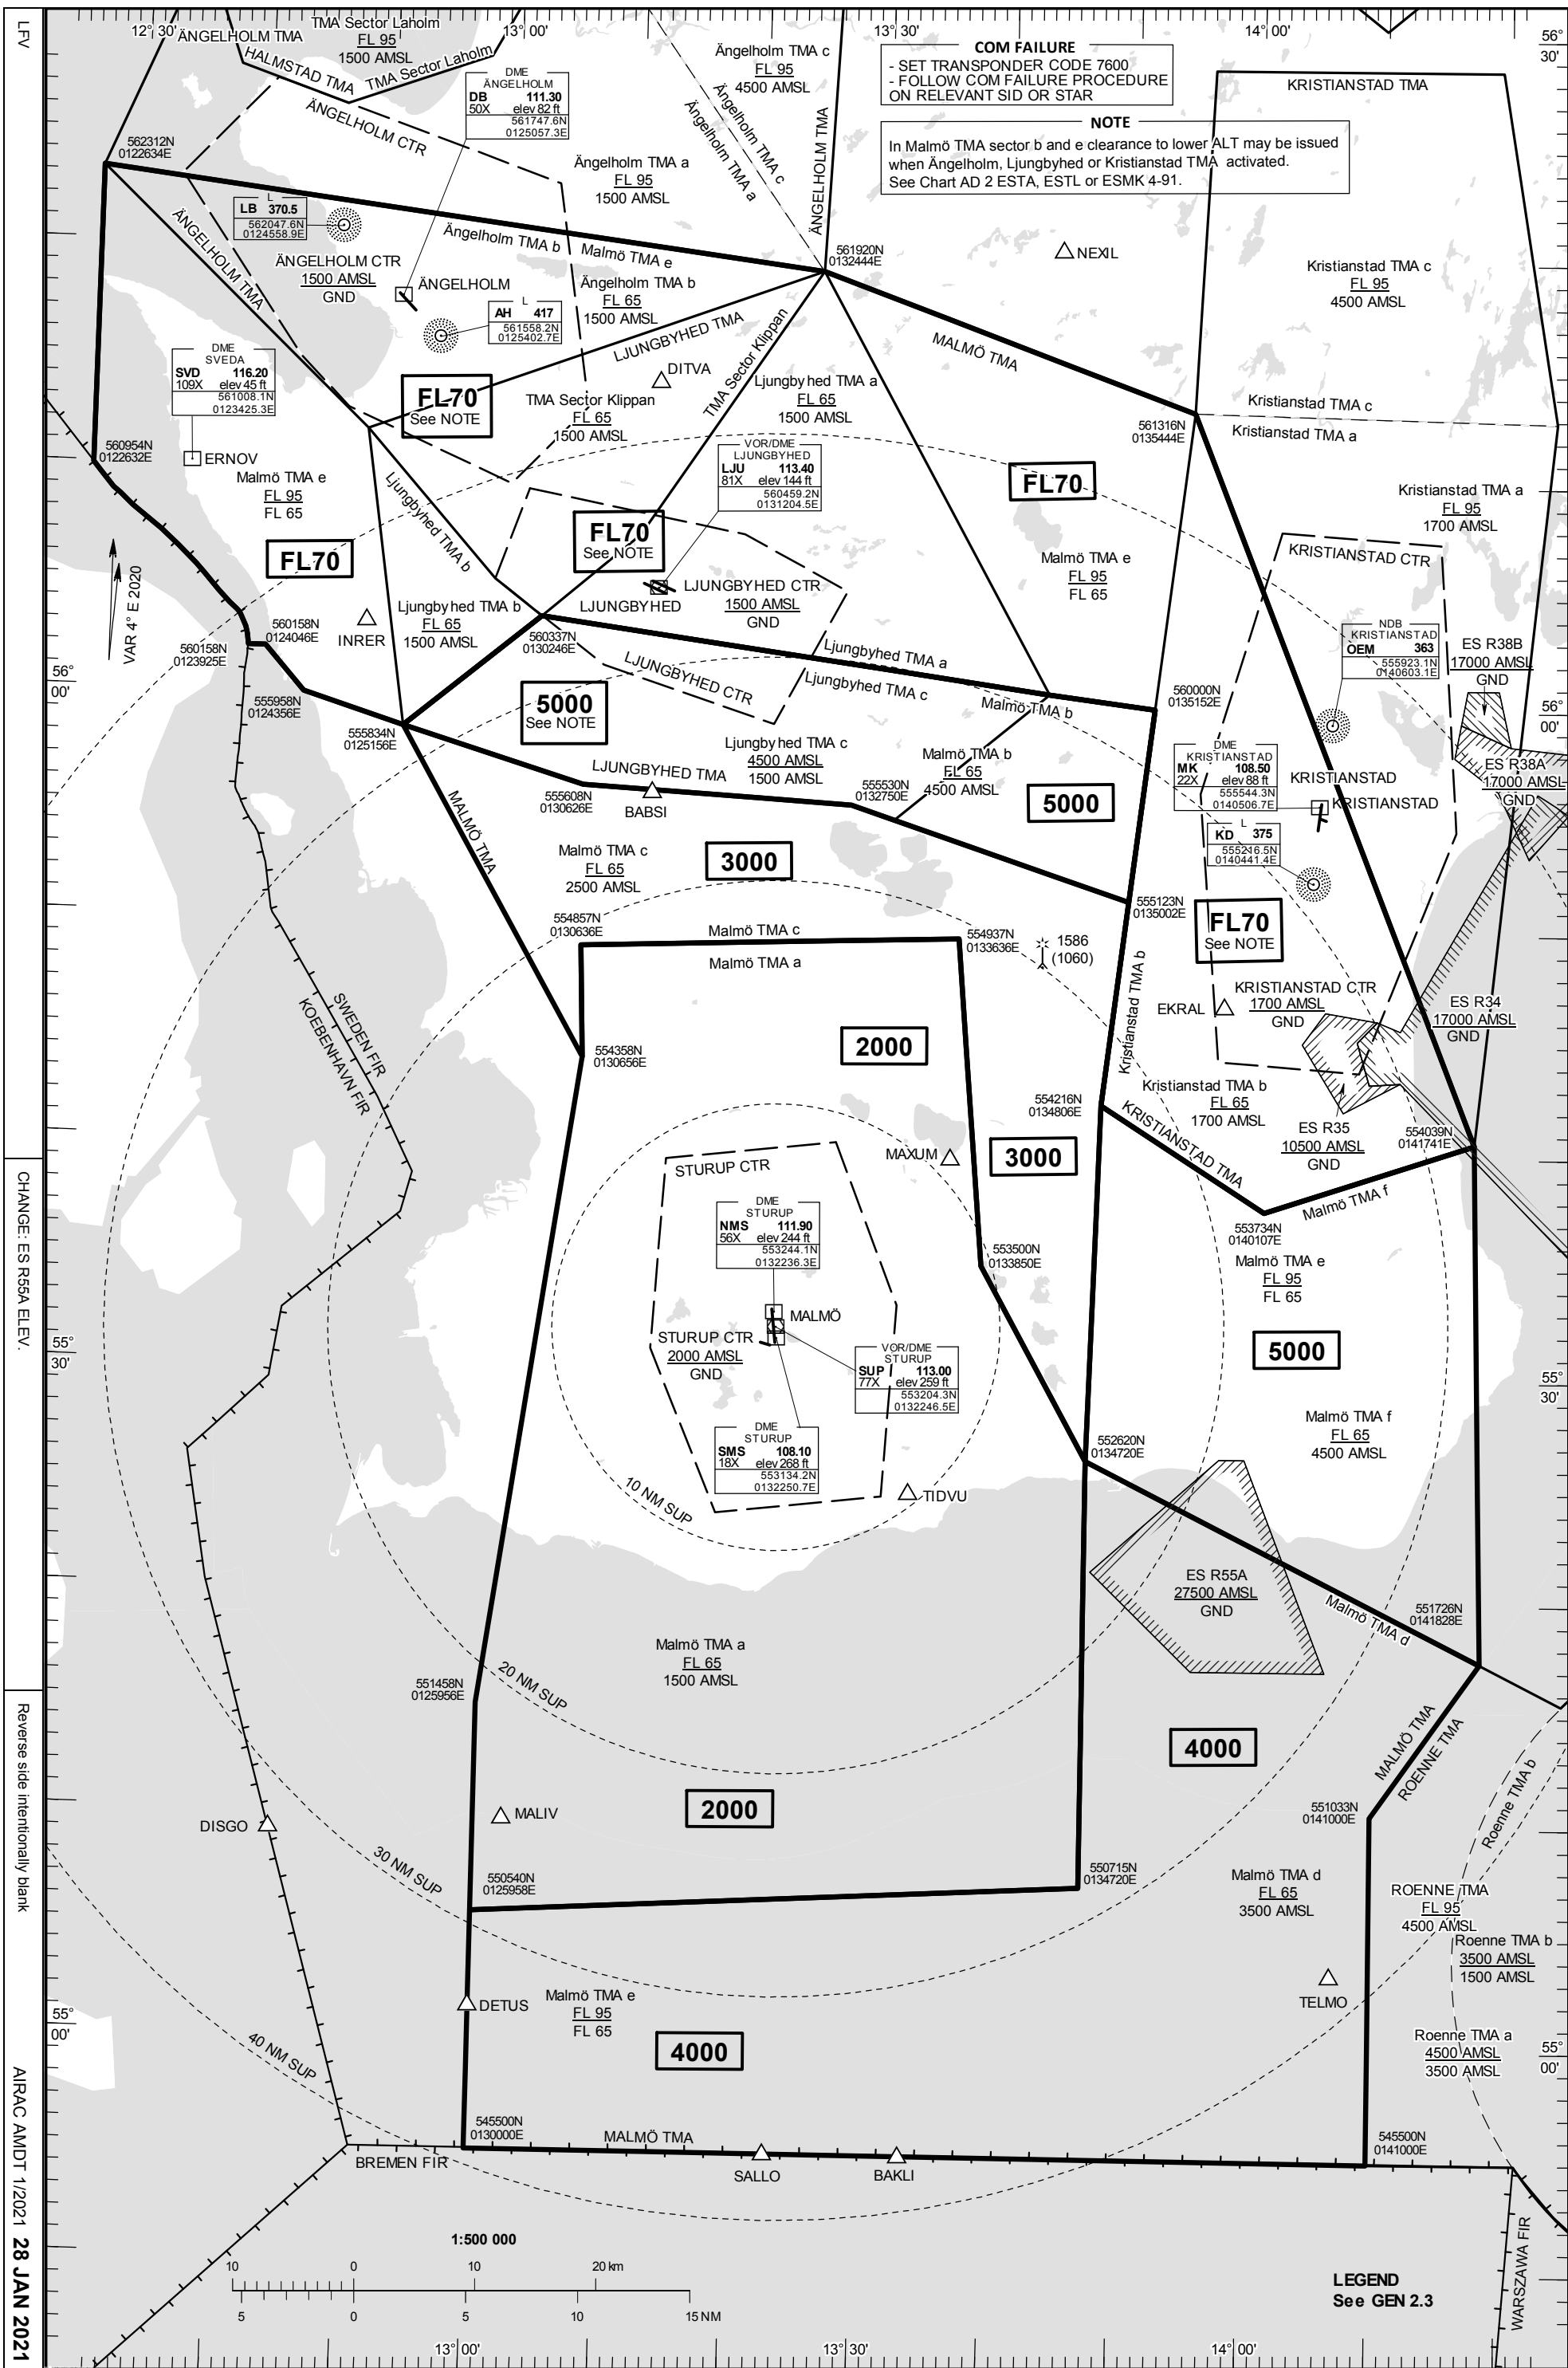 LFV
CHANGE: ES R55A ELEV.
Reverse side intentionally blank
AIRAC AMDT 1/2021 28 JAN 2021
12° 30'
13° 00'
13° 30'
14° 00'
56°
30'
TMA Sector Laholm
FL 95
1500 AMSL
ÄNGELHOLM TMA
HALMSTAD TMA
TMA Sector Laholm
ÄNGELHOLM CTR
DME
ÄNGELHOLM
DB 111.30
50X elev 82 ft
561747.6N
0125057.3E
Ängelholm TMA c
FL 95
4500 AMSL
Ängelholm TMA c
Ängelholm TMA a
ÄNGELHOLM TMA
COM FAILURE
- SET TRANSPONDER CODE 7600
- FOLLOW COM FAILURE PROCEDURE
ON RELEVANT SID OR STAR
NOTE
In Malmö TMA sector b and e clearance to lower ALT may be issued
when Ängelholm, Ljungbyhed or Kristianstad TMA activated.
See Chart AD 2 ESTA, ESTL or ESMK 4-91.
KRISTIANSTAD TMA
562312N
0122634E
Ängelholm TMA a
FL 95
1500 AMSL
L
LB 370.5
562047.6N
0124558.9E
ÄNGELHOLM TMA
Ängelholm TMA b
Malmö TMA e
561920N
0132444E
NEXIL
ÄNGELHOLM CTR
1500 AMSL
GND
ÄNGELHOLM
Ängelholm TMA b
FL 65
1500 AMSL
L
AH 417
561558.2N
0125402.7E
LJUNGBYHED TMA
TMA Sector Klippan
MALMÖ TMA
Kristianstad TMA c
FL 95
4500 AMSL
DME
SVEDA
SVD 116.20
109X elev 45 ft
561008.1N
0123425.3E
DITVA
FL70
See NOTE
TMA Sector Klippan
FL 65
1500 AMSL
Ljungbyhed TMA a
FL 65
1500 AMSL
Kristianstad TMA c
Kristianstad TMA a
561316N
0135444E
560954N
0122632E
ERNOV
Malmö TMA e
FL 95
FL 65
VOR/DME
LJUNGBYHED
LJU 113.40
81X elev 144 ft
560459.2N
0131204.5E
FL70
Kristianstad TMA a
FL 95
1700 AMSL
VAR 4° E 2020
FL70
Ljungbyhed TMA b
FL70
See NOTE
Malmö TMA e
FL 95
FL 65
KRISTIANSTAD CTR
LJUNGBYHED
LJUNGBYHED CTR
1500 AMSL
GND
INRER
Ljungbyhed TMA b
FL 65
1500 AMSL
560158N
0123925E
560158N
0124046E
560337N
0130246E
NDB
KRISTIANSTAD
OEM 363
555923.1N
0140603.1E
ES R38B
17000 AMSL
GND
56°
00'
LJUNGBYHED CTR
Ljungbyhed TMA a
Ljungbyhed TMA c
Malmö TMA b
560000N
0135152E
56°
00'
555958N
0124356E
5000
See NOTE
555834N
0125156E
Ljungbyhed TMA c
4500 AMSL
1500 AMSL
Malmö TMA b
FL 65
4500 AMSL
DME
KRISTIANSTAD
MK 108.50
22X elev 88 ft
555544.3N
0140506.7E
KRISTIANSTAD
KRISTIANSTAD
ES R38A
17000 AMSL
GND
LJUNGBYHED TMA
555608N
0130626E
BABSI
555530N
0132750E
5000
MALMÖ TMA
L
KD 375
555216.5N
0140441.4E
Malmö TMA c
FL 65
2500 AMSL
3000
555123N
0135002E
FL70
See NOTE
554857N
0130636E
Malmö TMA c
Malmö TMA a
554937N
0133636E
1586
(1060)
Kristianstad TMA b
SWEDEN FIR
KOEBENHAVN FIR
EKRAL
KRISTIANSTAD CTR
1700 AMSL
GND
ES R34
17000 AMSL
GND
554358N
0130656E
2000
Kristianstad TMA b
FL 65
1700 AMSL
554216N
0134806E
ES R35
10500 AMSL
GND
554039N
0141741E
KRISTIANSTAD TMA
MAXUM
3000
STURUP CTR
Malmö TMA f
553734N
0140107E
DME
STURUP
NMS 111.90
56X elev 244 ft
553244.1N
0132236.3E
553500N
0133850E
Malmö TMA e
FL 95
FL 65
MALMÖ
STURUP CTR
2000 AMSL
GND
55°
30'
VOR/DME
STURUP
SUP 113.00
77X elev 259 ft
553204.3N
0132246.5E
5000
55°
30'
DME
STURUP
SMS 108.10
18X elev 268 ft
553134.2N
0132250.7E
Malmö TMA f
FL 65
4500 AMSL
552620N
0134720E
10 NM SUP
TIDVU
ES R55A
27500 AMSL
GND
Malmö TMA d
551726N
0141828E
Malmö TMA a
FL 65
1500 AMSL
20 NM SUP
551458N
0125956E
MALMÖ TMA
ROENNE TMA
4000
Roenne TMA b
DISGO
MALIV
2000
551033N
0141000E
30 NM SUP
550540N
0125958E
550715N
0134720E
Malmö TMA d
FL 65
3500 AMSL
ROENNE TMA
FL 95
4500 AMSL
Roenne TMA b
3500 AMSL
1500 AMSL
DETUS
Malmö TMA e
FL 95
FL 65
TELMO
55°
00'
40 NM SUP
4000
Roenne TMA a
4500 AMSL
3500 AMSL
55°
00'
545500N
0130000E
MALMÖ TMA
545500N
0141000E
BREMEN FIR
SALLO
BAKLI
WARSZAWA FIR
1:500 000
10 0 10 20 km
5 0 5 10 15 NM
LEGEND
See GEN 2.3
13° 00'
13° 30'
14° 00'